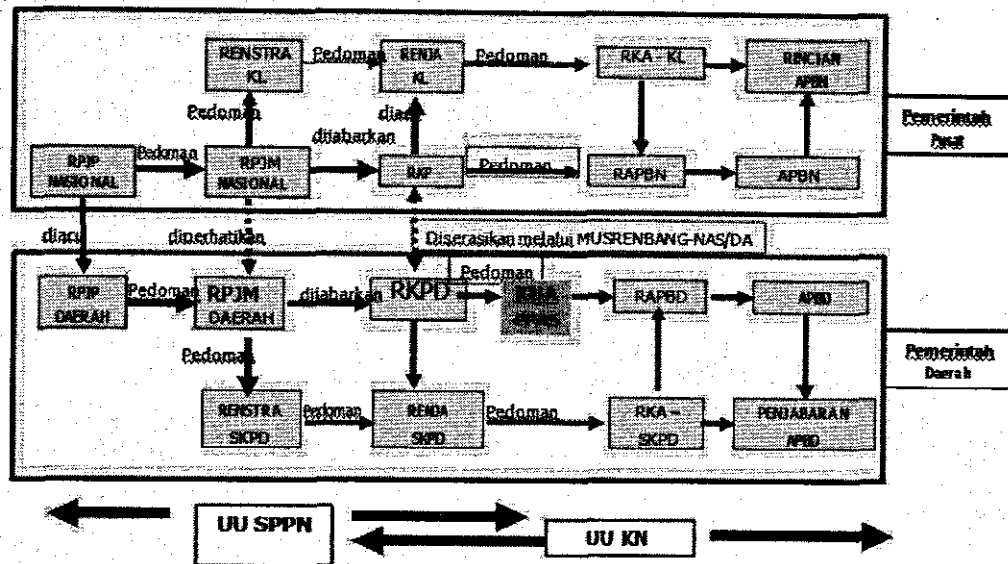 RENSTRA
KL
Pedoman
RENJA
KL
Pedoman
RKA - KL
RINCIAN
APBN
Pedoman
dijabarkan
diacu
Pemerintah
Pusat
RPJP
NASIONAL
Pedoman
RPJM
NASIONAL
RKP
Pedoman
RAPBN
APBN
diacu
diperhatikan
Diserasikan melalui MUSRENBANG-NAS/DA
RPJP
DAERAH
Pedoman
RPJM
DAERAH
dijabarkan
RKPD
Pedoman
RAPBD
APBD
Pedoman
Pemerintah
Daerah
RENSTRA
SKPD
Pedoman
RENJA
SKPD
Pedoman
RKA –
SKPD
PENJABARAN
APBD
UU SPPN
UU KN